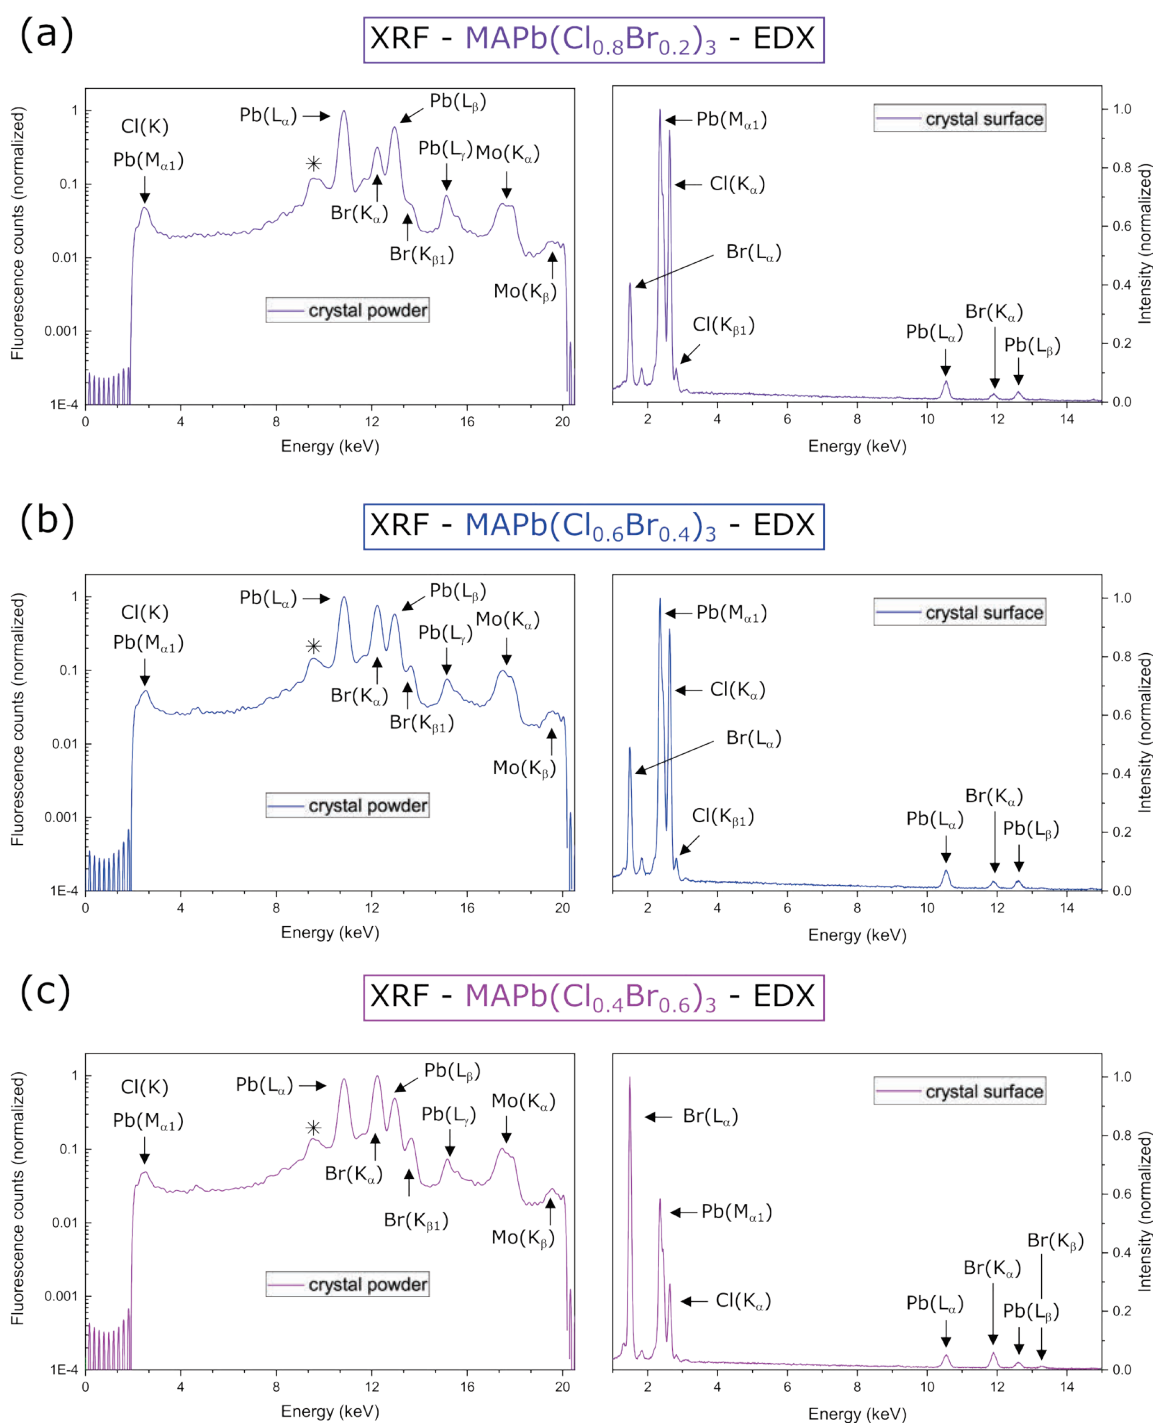 (a)
XRF - MAPb(Cl0.8Br0.2)3 - EDX
Fluorescence counts (normalized)
1
0.1
0.01
0.001
1E-4
0 4 8 12 16 20
Energy (keV)
Cl(K)
Pb(Mα1)
✳
Pb(Lα)
Pb(Lβ)
Br(Kα)
Br(Kβ1)
Pb(Lγ)
Mo(Kα)
Mo(Kβ)
crystal powder
crystal surface
Pb(Mα1)
Cl(Kα)
Br(Lα)
Cl(Kβ1)
Pb(Lα)
Br(Kα)
Pb(Lβ)
1.0
0.8
0.6
0.4
0.2
0.0
Intensity (normalized)
2 4 6 8 10 12 14
Energy (keV)
(b)
XRF - MAPb(Cl0.6Br0.4)3 - EDX
Fluorescence counts (normalized)
1
0.1
0.01
0.001
1E-4
0 4 8 12 16 20
Energy (keV)
Cl(K)
Pb(Mα1)
✳
Pb(Lα)
Pb(Lβ)
Br(Kα)
Br(Kβ1)
Pb(Lγ)
Mo(Kα)
Mo(Kβ)
crystal powder
crystal surface
Pb(Mα1)
Cl(Kα)
Br(Lα)
Cl(Kβ1)
Pb(Lα)
Br(Kα)
Pb(Lβ)
1.0
0.8
0.6
0.4
0.2
0.0
Intensity (normalized)
2 4 6 8 10 12 14
Energy (keV)
(c)
XRF - MAPb(Cl0.4Br0.6)3 - EDX
Fluorescence counts (normalized)
1
0.1
0.01
0.001
1E-4
0 4 8 12 16 20
Energy (keV)
Cl(K)
Pb(Mα1)
✳
Pb(Lα)
Pb(Lβ)
Br(Kα)
Br(Kβ1)
Pb(Lγ)
Mo(Kα)
Mo(Kβ)
crystal powder
crystal surface
Br(Lα)
Pb(Mα1)
Cl(Kα)
Pb(Lα)
Br(Kα)
Pb(Lβ)
Br(Kβ)
1.0
0.8
0.6
0.4
0.2
0.0
Intensity (normalized)
2 4 6 8 10 12 14
Energy (keV)